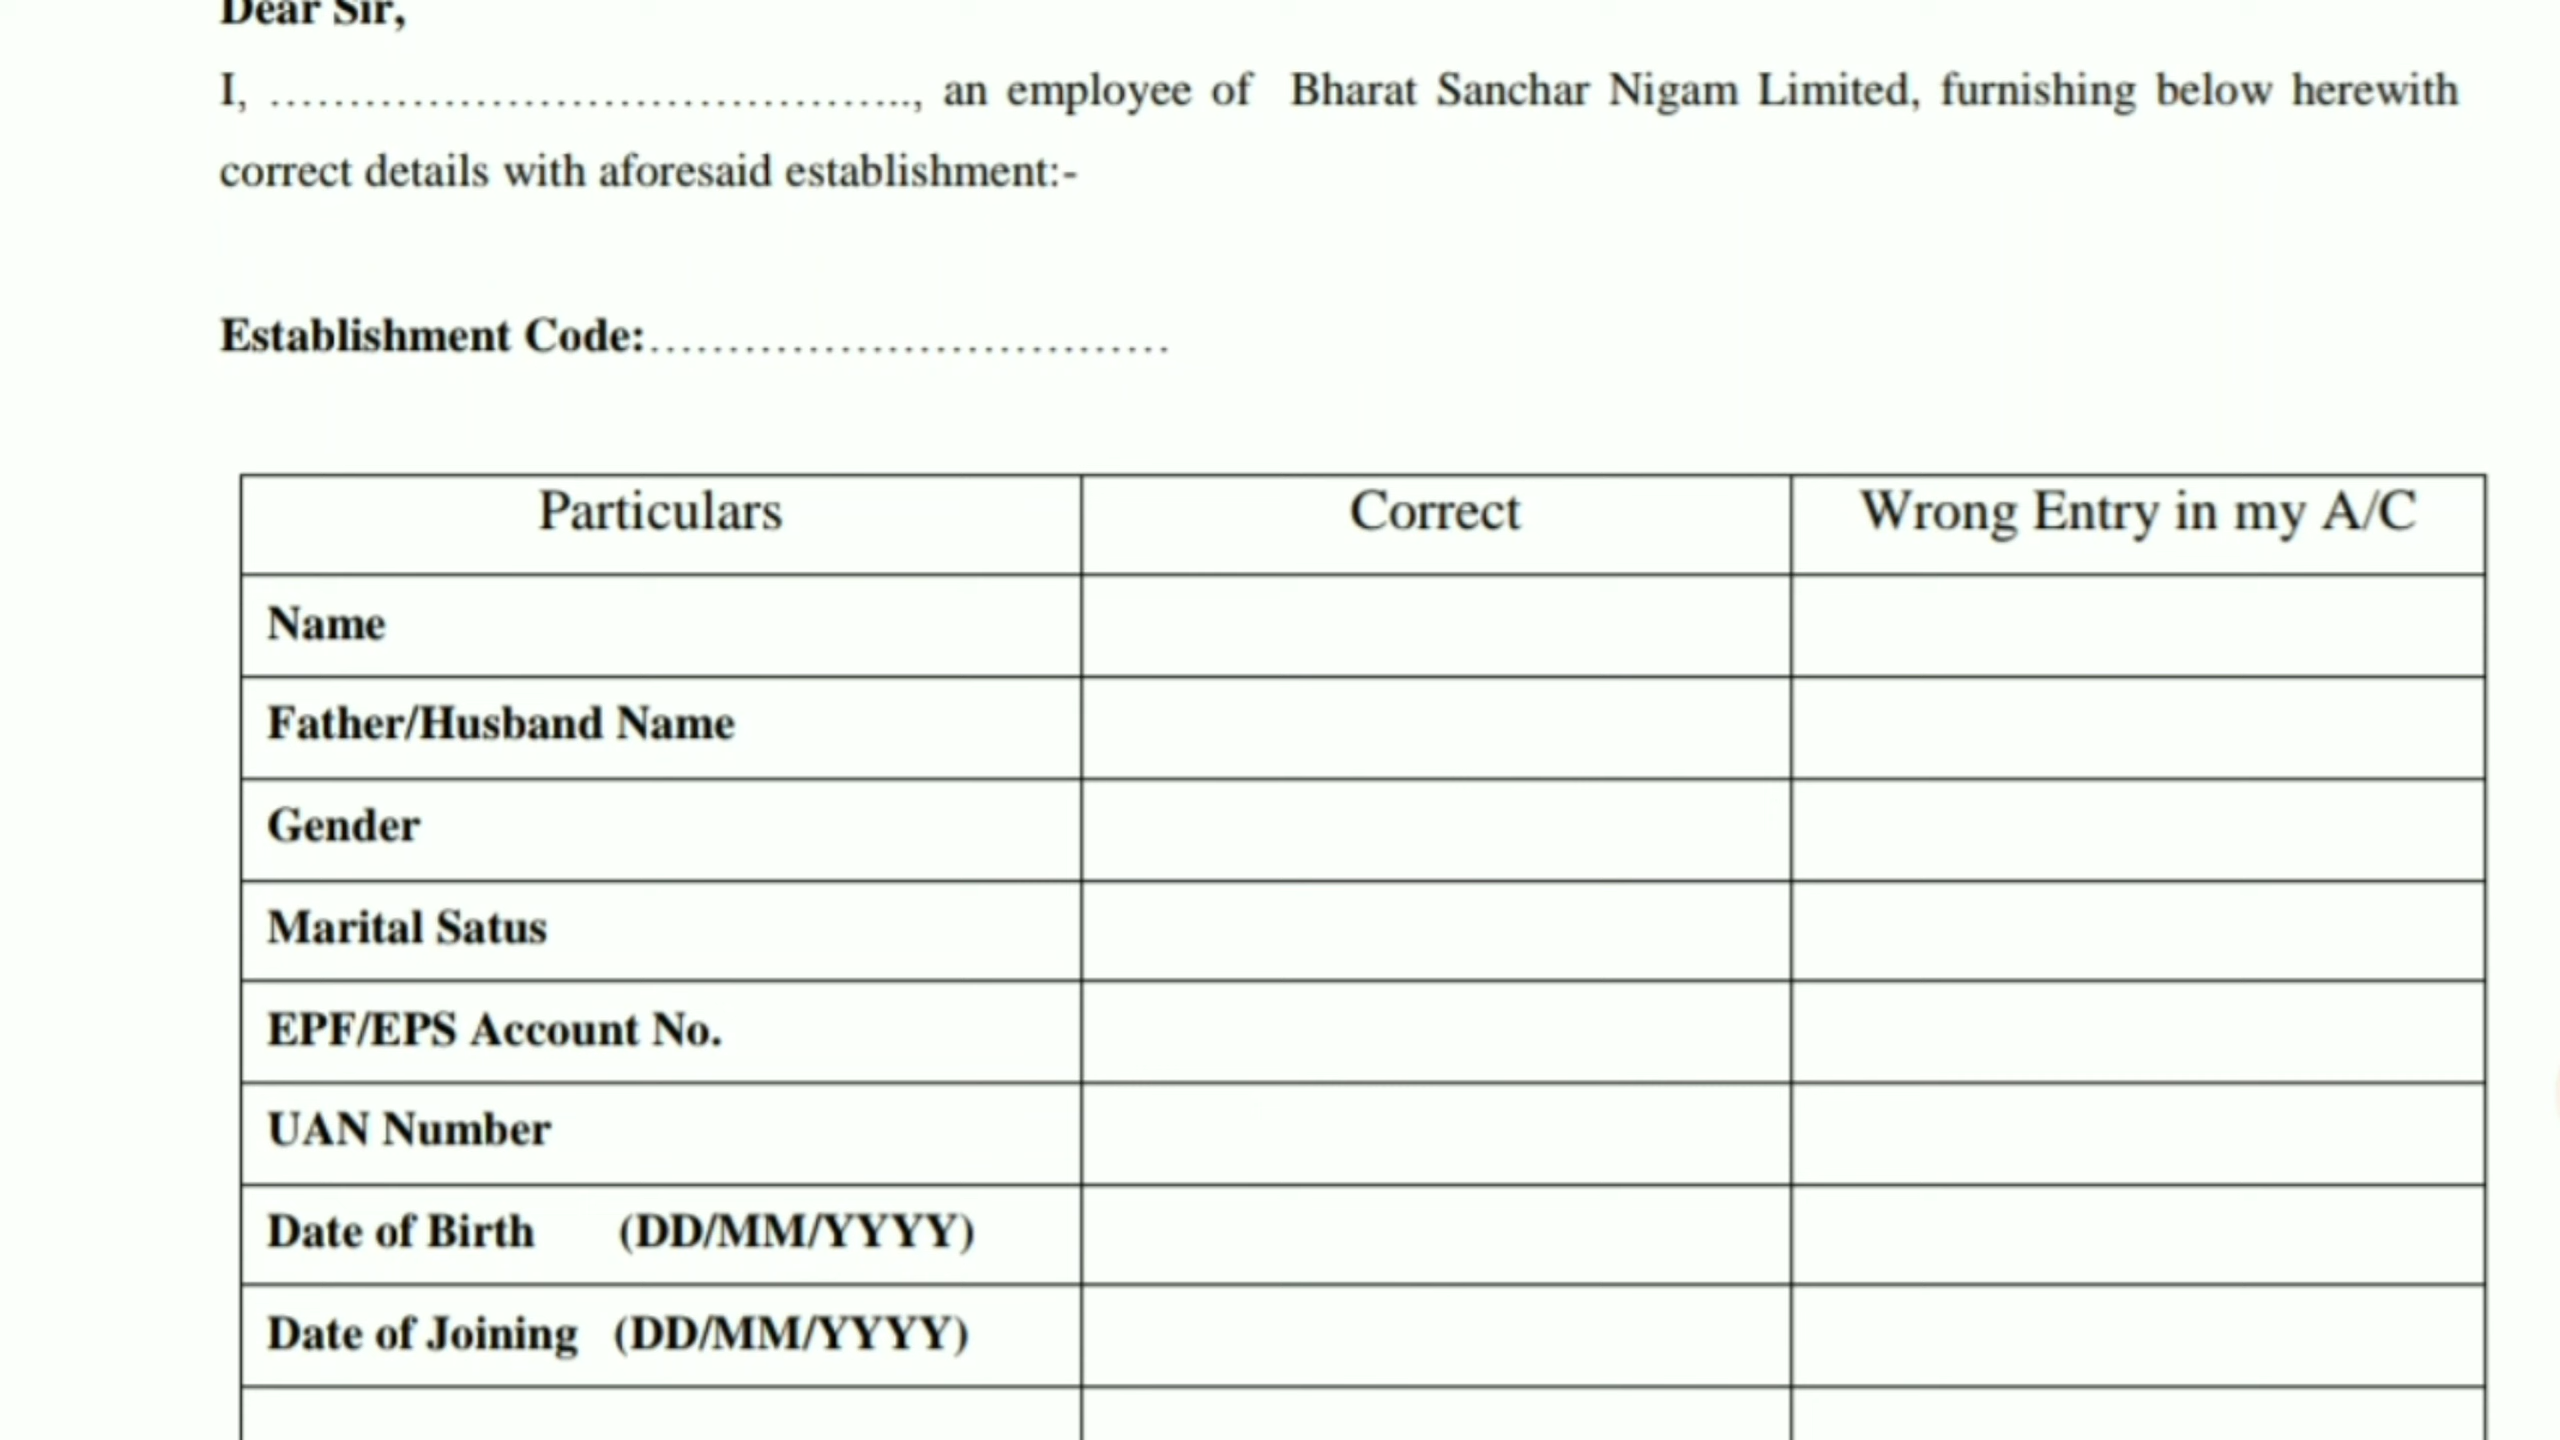 Dear Sir,
I, ……………………………………….., an employee of Bharat Sanchar Nigam Limited, furnishing below herewith
correct details with aforesaid establishment:-
Establishment Code:……………………………
Particulars Correct Wrong Entry in my A/C
Name
Father/Husband Name
Gender
Marital Satus
EPF/EPS Account No.
UAN Number
Date of Birth (DD/MM/YYYY)
Date of Joining (DD/MM/YYYY)